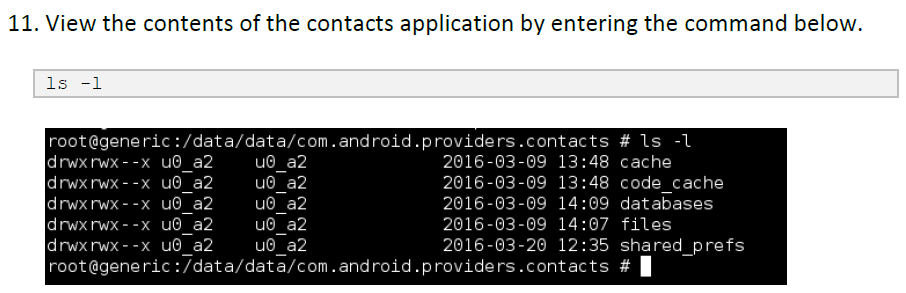 11. View the contents of the contacts application by entering the command below.
ls -l
root@generic:/data/data/com.android.providers.contacts # ls -l
drwxrwx--x u0_a2    u0_a2             2016-03-09 13:48 cache
drwxrwx--x u0_a2    u0_a2             2016-03-09 13:48 code_cache
drwxrwx--x u0_a2    u0_a2             2016-03-09 14:09 databases
drwxrwx--x u0_a2    u0_a2             2016-03-09 14:07 files
drwxrwx--x u0_a2    u0_a2             2016-03-20 12:35 shared_prefs
root@generic:/data/data/com.android.providers.contacts #